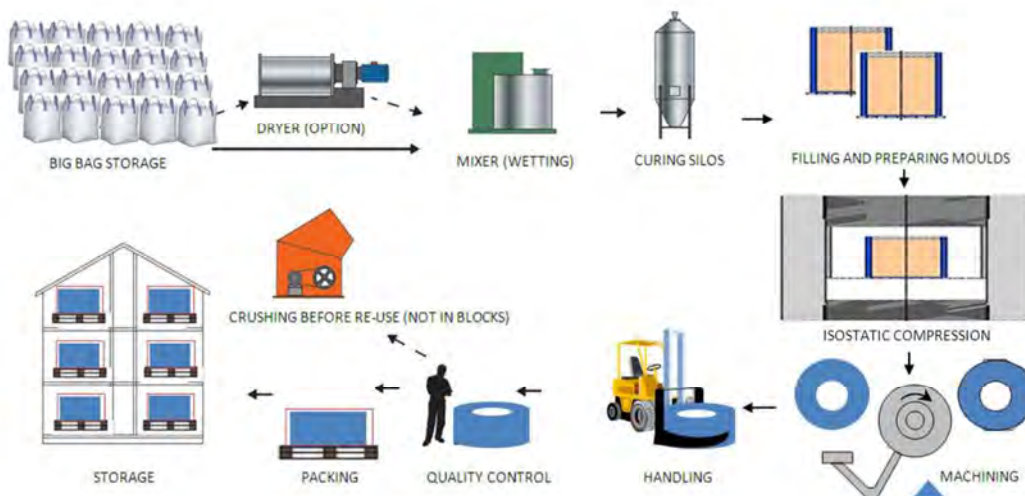 DRYER (OPTION)
BIG BAG STORAGE
MIXER (WETTING)
CURING SILOS
FILLING AND PREPARING MOULDS
CRUSHING BEFORE RE-USE (NOT IN BLOCKS)
ISOSTATIC COMPRESSION
STORAGE
PACKING
QUALITY CONTROL
HANDLING
MACHINING